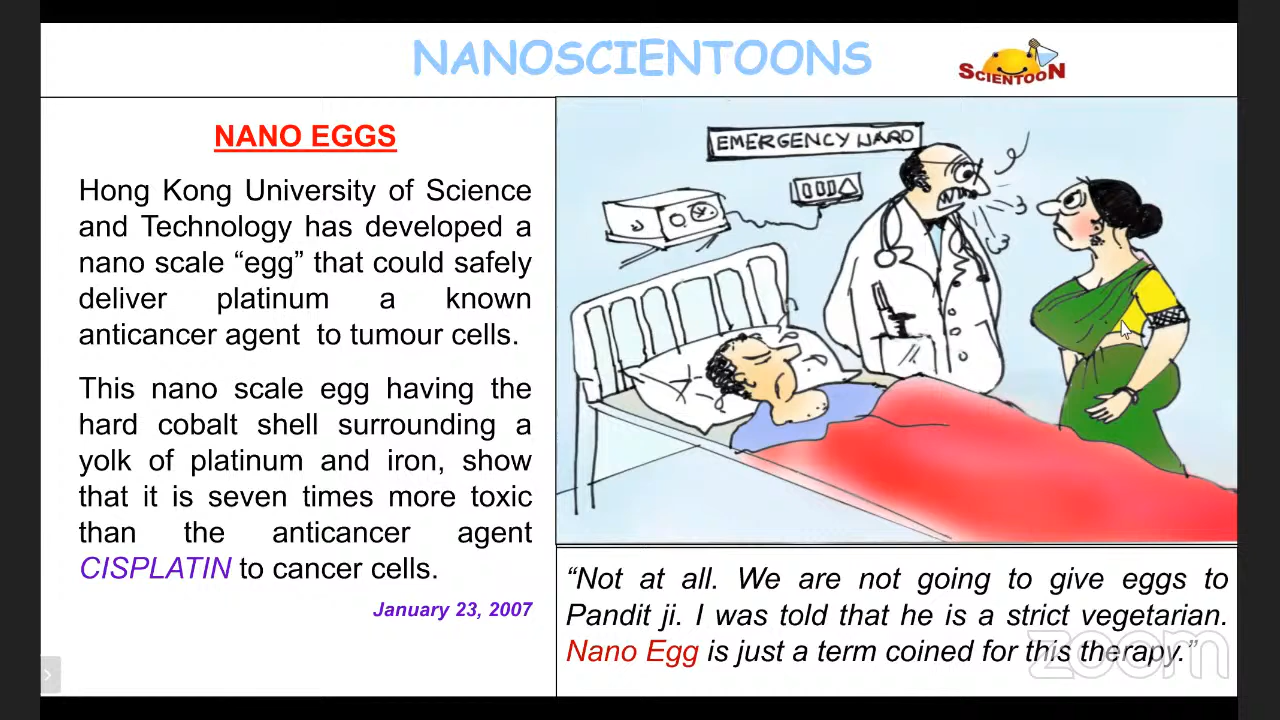 NANOSCIENTOONS
SCIENTOON
NANO EGGS
Hong Kong University of Science
and Technology has developed a
nano scale “egg” that could safely
deliver platinum a known
anticancer agent to tumour cells.
This nano scale egg having the
hard cobalt shell surrounding a
yolk of platinum and iron, show
that it is seven times more toxic
than the anticancer agent
CISPLATIN to cancer cells.
January 23, 2007
EMERGENCY WARD
“Not at all. We are not going to give eggs to
Pandit ji. I was told that he is a strict vegetarian.
Nano Egg is just a term coined for this therapy.”
zoom